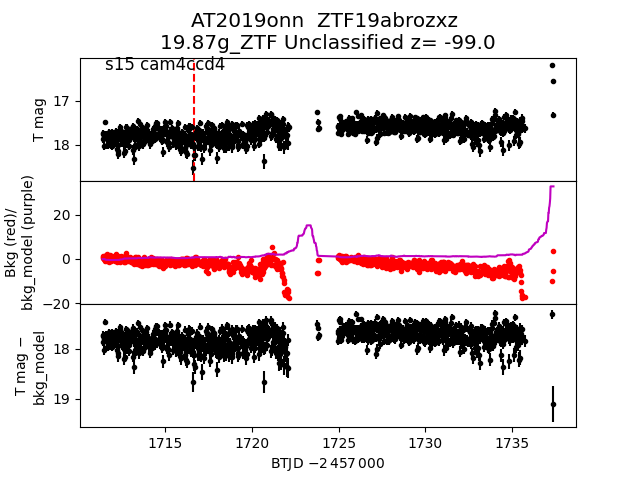 AT2019onn  ZTF19abrozxz
19.87g_ZTF Unclassified z= -99.0
s15 cam4ccd4
T mag
17
18
Bkg (red)/
bkg_model (purple)
20
0
−20
T mag −
bkg_model
18
19
1715
1720
1725
1730
1735
BTJD −2 457 000